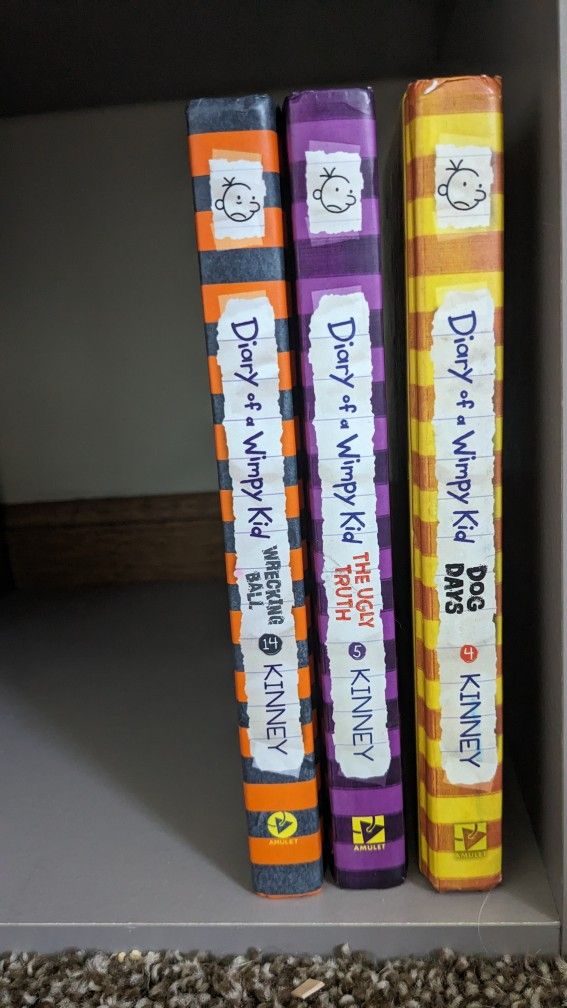 Diary of a Wimpy Kid
WRECKING
BALL
14
KINNEY
AMULET
Diary of a Wimpy Kid
THE UGLY
TRUTH
5
KINNEY
AMULET
Diary of a Wimpy Kid
DOG
DAYS
4
KINNEY
AMULET